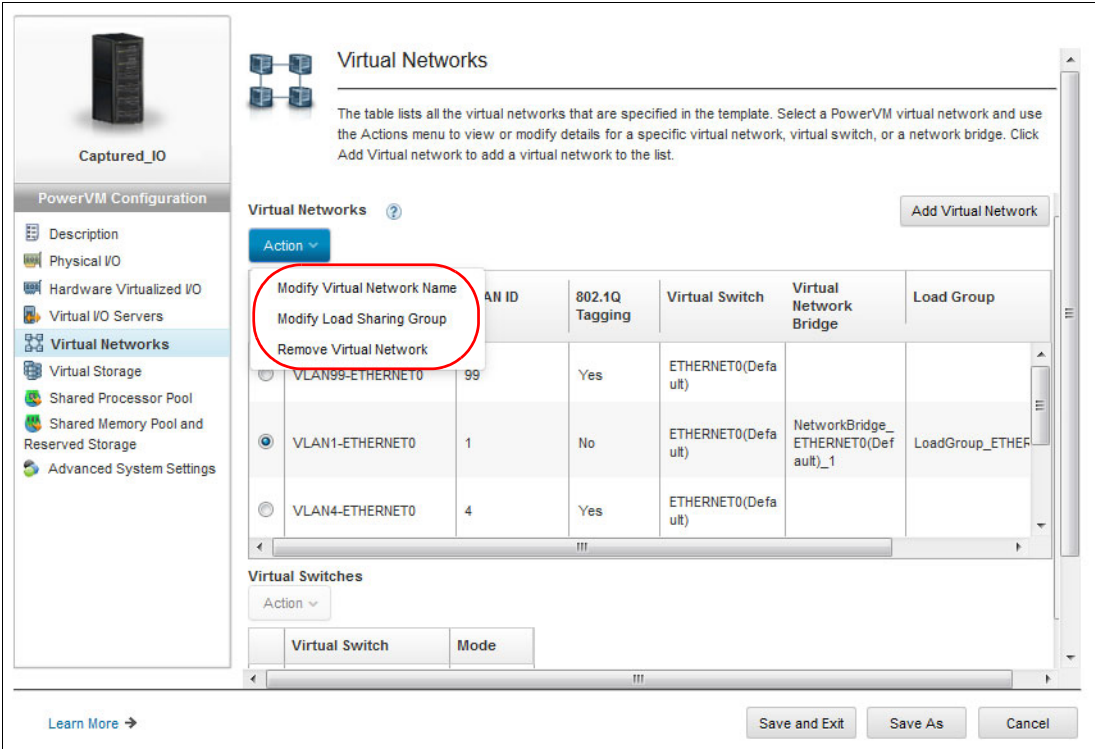 Captured_IO
PowerVM Configuration
Description
Physical I/O
Hardware Virtualized I/O
Virtual I/O Servers
Virtual Networks
Virtual Storage
Shared Processor Pool
Shared Memory Pool and
Reserved Storage
Advanced System Settings
Virtual Networks
The table lists all the virtual networks that are specified in the template. Select a PowerVM virtual network and use
the Actions menu to view or modify details for a specific virtual network, virtual switch, or a network bridge. Click
Add Virtual network to add a virtual network to the list.
Virtual Networks ?
Add Virtual Network
Action
Modify Virtual Network Name
Modify Load Sharing Group
Remove Virtual Network
AN ID
802.1Q
Tagging
Virtual Switch
Virtual
Network
Bridge
Load Group
VLAN99-ETHERNET0
99
Yes
ETHERNET0(Defa
ult)
VLAN1-ETHERNET0
1
No
ETHERNET0(Defa
ult)
NetworkBridge_
ETHERNET0(Def
ault)_1
LoadGroup_ETHER
VLAN4-ETHERNET0
4
Yes
ETHERNET0(Defa
ult)
Virtual Switches
Action
Virtual Switch
Mode
Learn More
Save and Exit
Save As
Cancel